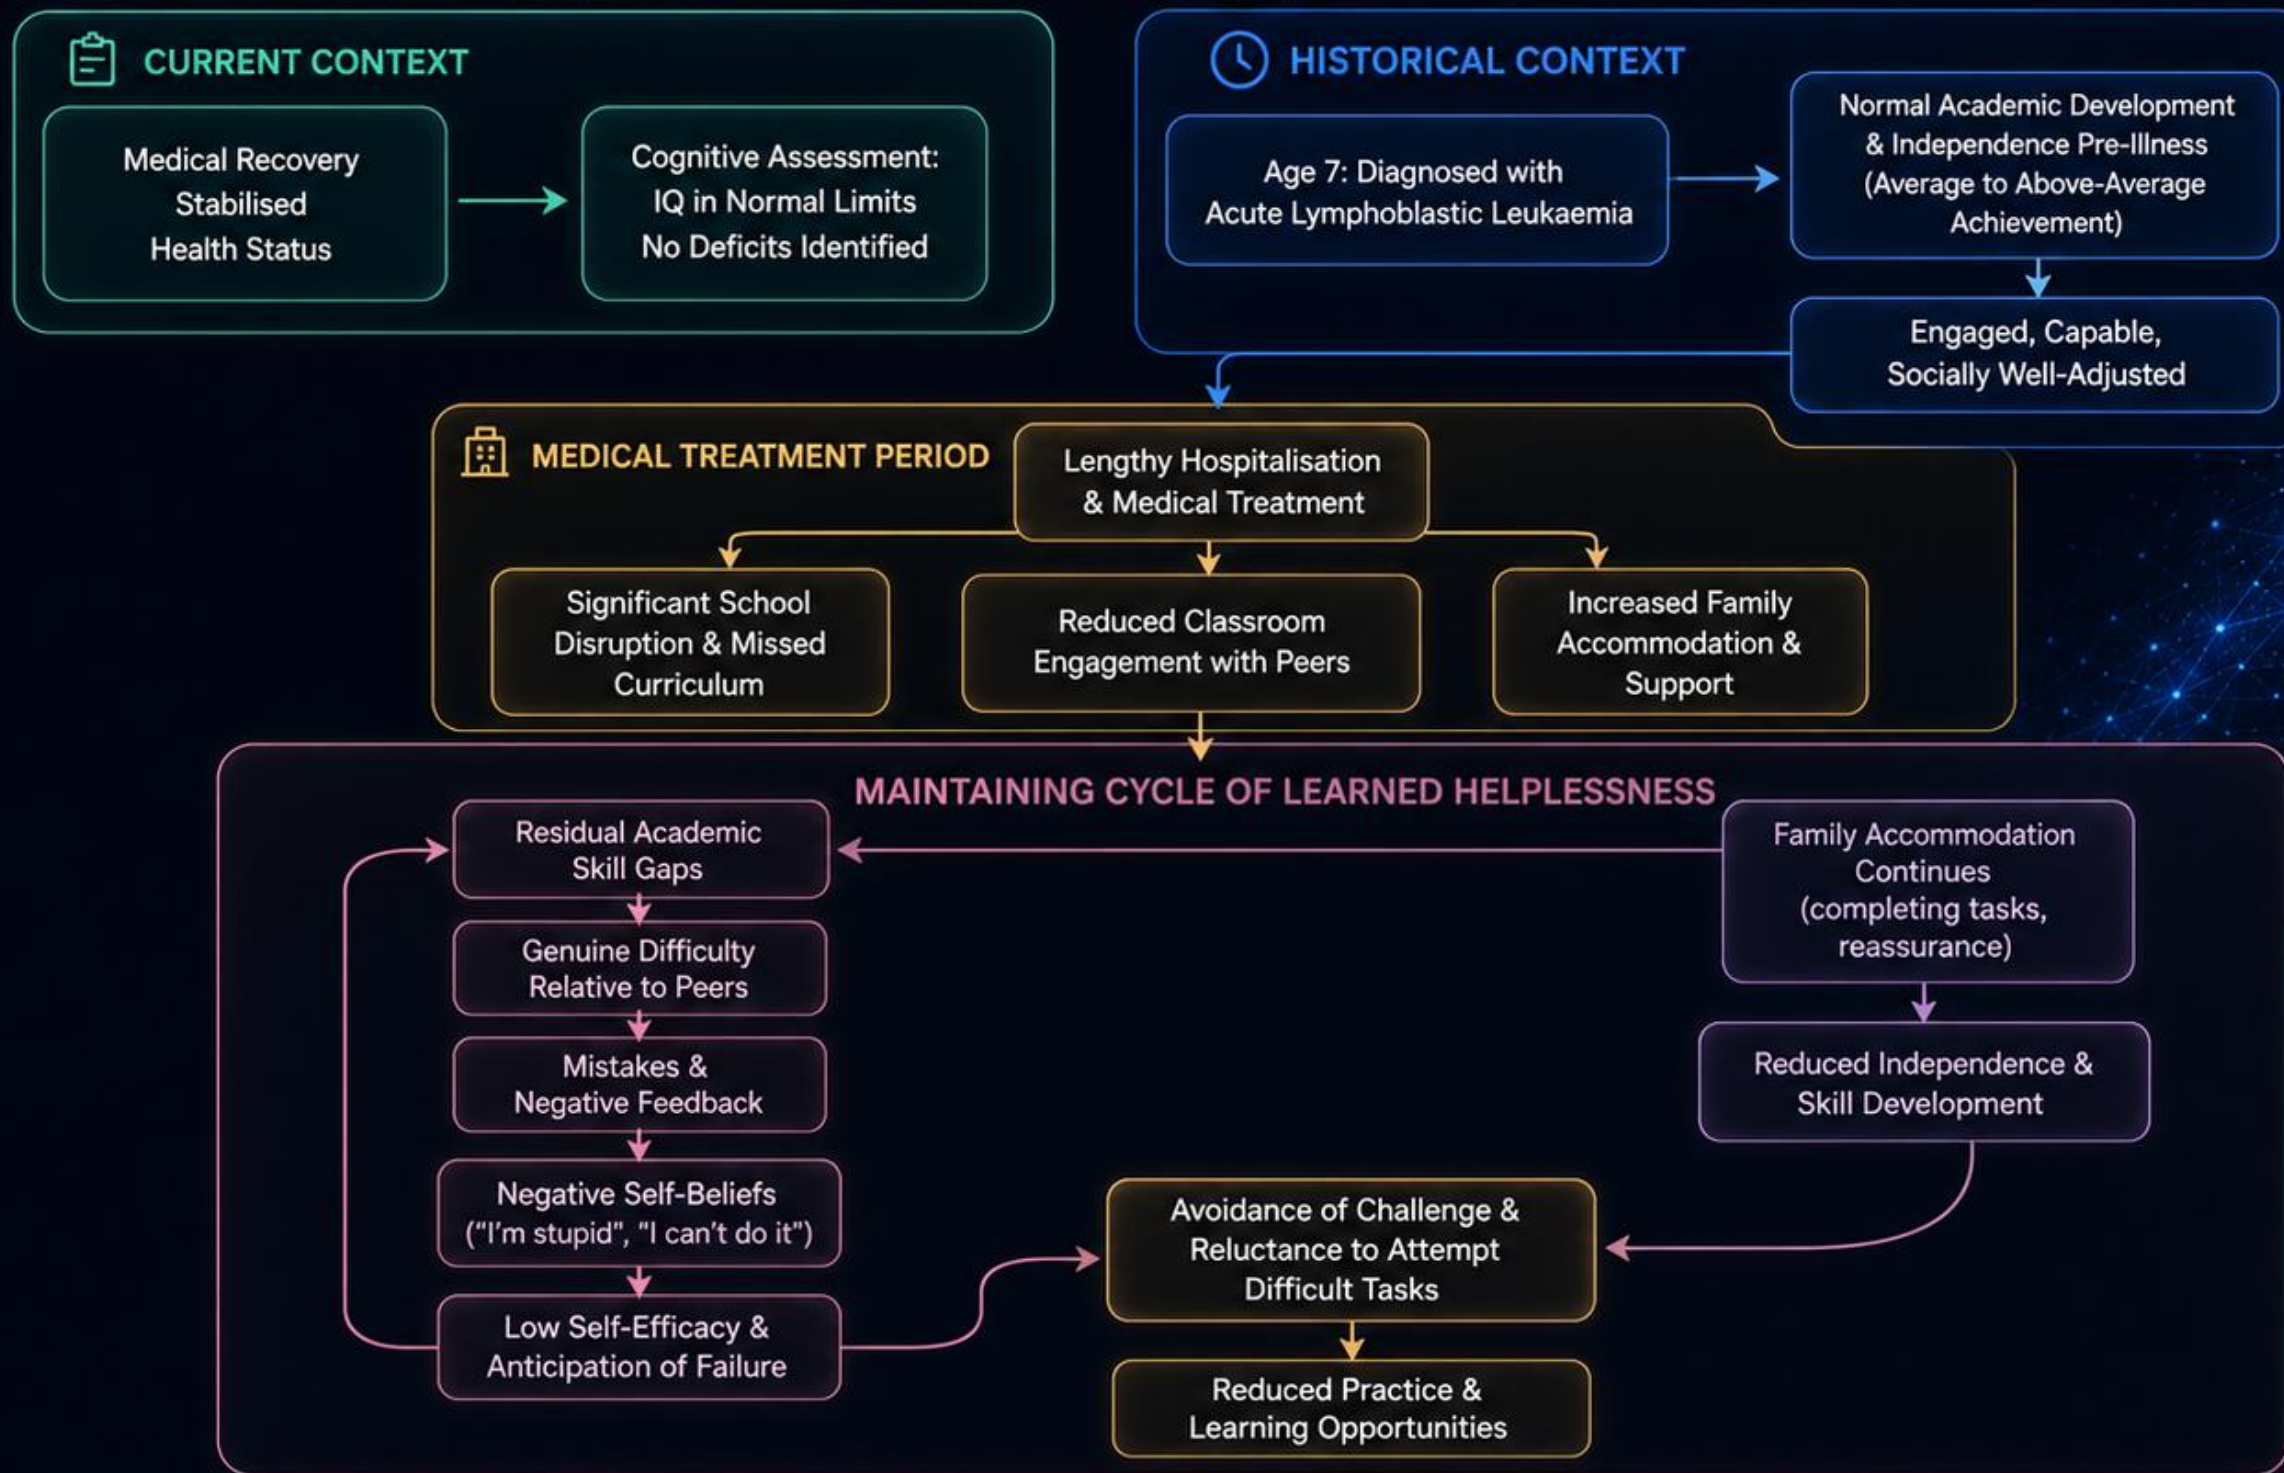 CURRENT CONTEXT
Medical Recovery
Stabilised
Health Status
Cognitive Assessment:
IQ in Normal Limits
No Deficits Identified
HISTORICAL CONTEXT
Age 7: Diagnosed with
Acute Lymphoblastic Leukaemia
Normal Academic Development
& Independence Pre-Illness
(Average to Above-Average
Achievement)
Engaged, Capable,
Socially Well-Adjusted
MEDICAL TREATMENT PERIOD
Lengthy Hospitalisation
& Medical Treatment
Significant School
Disruption & Missed
Curriculum
Reduced Classroom
Engagement with Peers
Increased Family
Accommodation &
Support
MAINTAINING CYCLE OF LEARNED HELPLESSNESS
Residual Academic
Skill Gaps
Genuine Difficulty
Relative to Peers
Mistakes &
Negative Feedback
Negative Self-Beliefs
(“I’m stupid”, “I can’t do it”)
Low Self-Efficacy &
Anticipation of Failure
Family Accommodation
Continues
(completing tasks,
reassurance)
Reduced Independence &
Skill Development
Avoidance of Challenge &
Reluctance to Attempt
Difficult Tasks
Reduced Practice &
Learning Opportunities